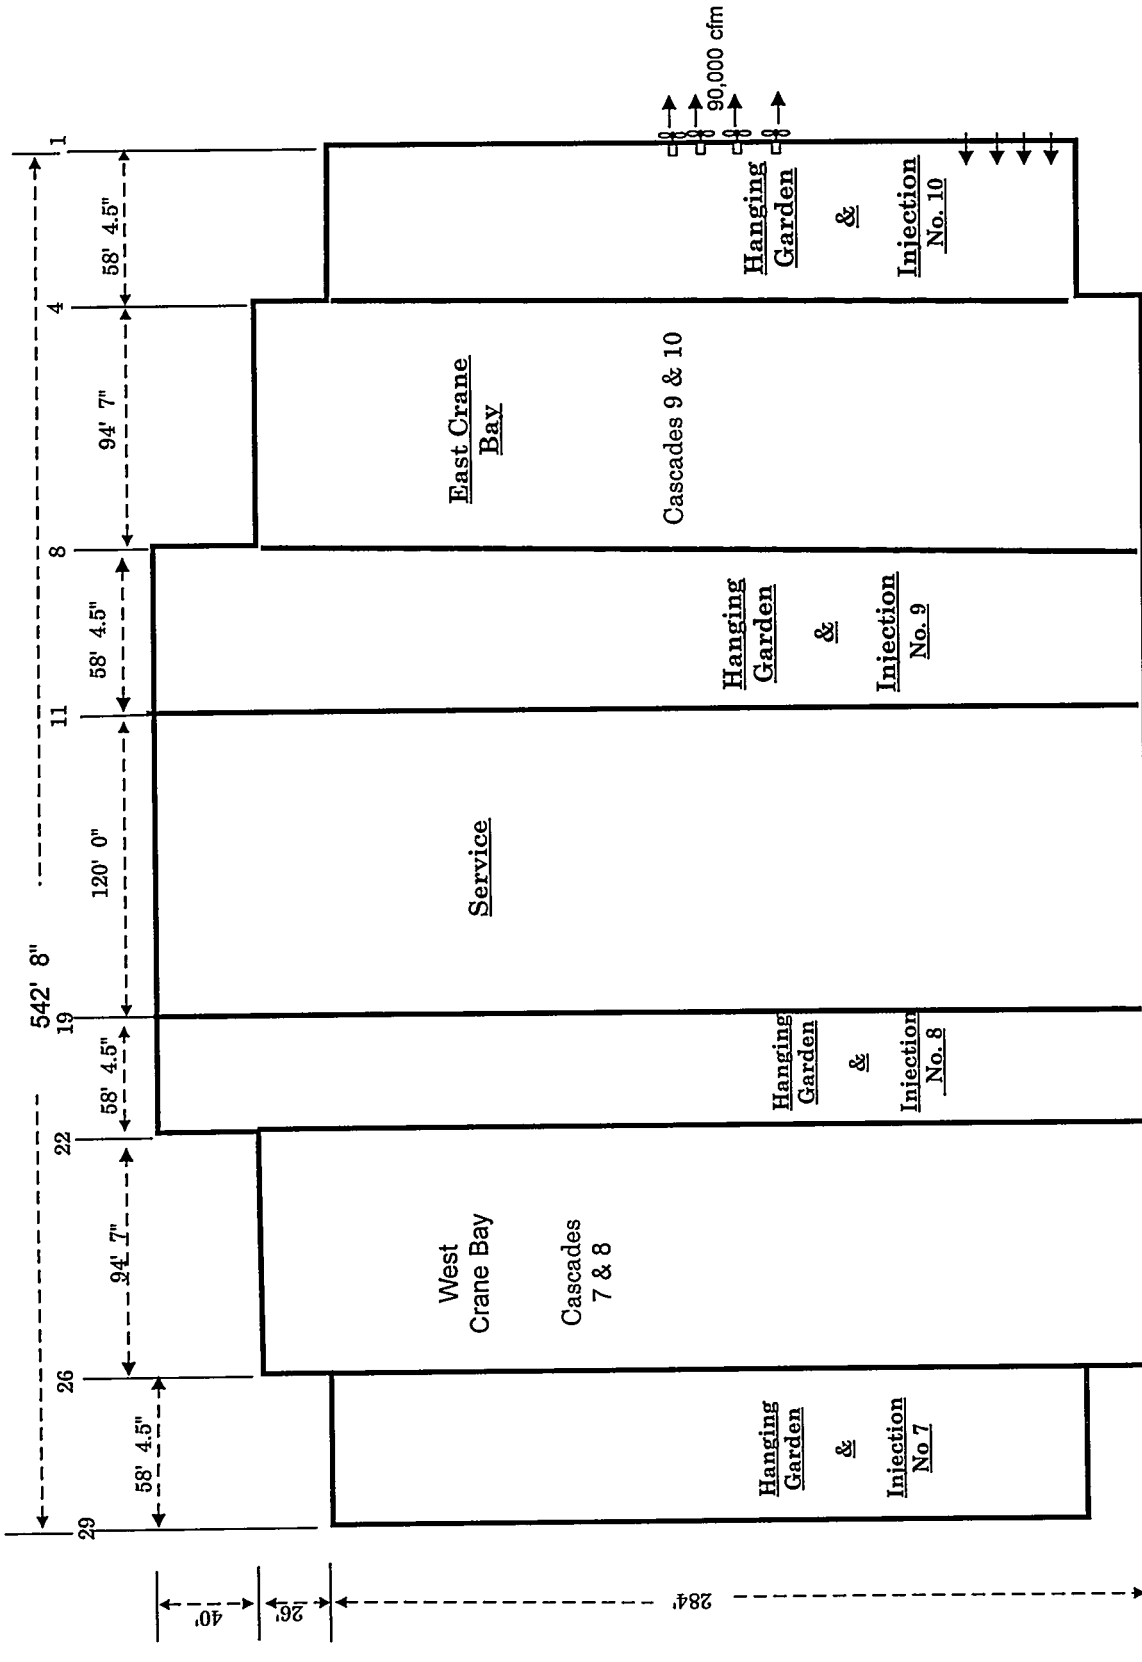 542' 8"
29
26
22
19
11
8
4
1
58' 4.5"
94' 7"
58' 4.5"
120' 0"
58' 4.5"
94' 7"
58' 4.5"
40'
26'
284'
Hanging
Garden
&
Injection
No 7
West
Crane Bay
Cascades
7 & 8
Hanging
Garden
&
Injection
No. 8
Service
Hanging
Garden
&
Injection
No. 9
East Crane
Bay
Cascades 9 & 10
Hanging
Garden
&
Injection
No. 10
90,000 cfm